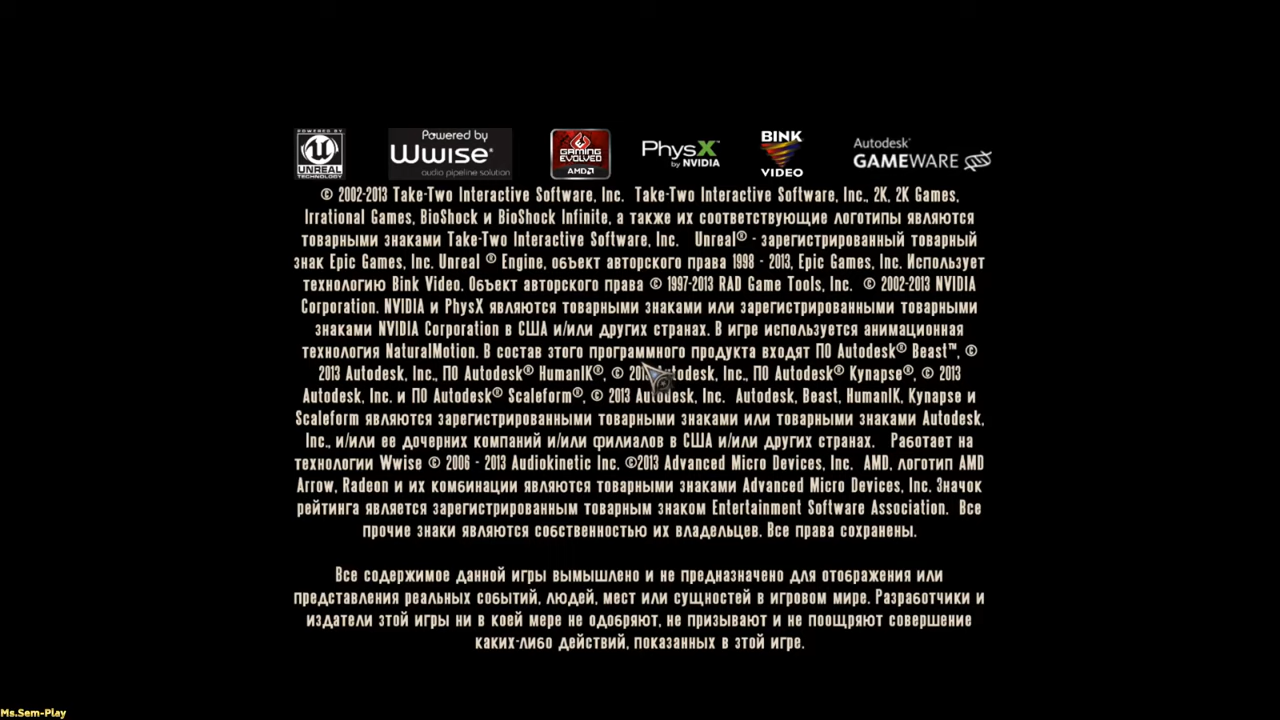 POWERED BY
UNREAL
TECHNOLOGY
Powered by
Wwise®
audio pipeline solution
GAMING
EVOLVED
AMD
PhysX
by NVIDIA
BINK
VIDEO
Autodesk®
GAMEWARE
© 2002-2013 Take-Two Interactive Software, Inc. Take-Two Interactive Software, Inc., 2K, 2K Games,
Irrational Games, BioShock и BioShock Infinite, а также их соответствующие логотипы являются
товарными знаками Take-Two Interactive Software, Inc. Unreal® - зарегистрированный товарный
знак Epic Games, Inc. Unreal ® Engine, объект авторского права 1998 - 2013, Epic Games, Inc. Использует
технологию Bink Video. Объект авторского права © 1997-2013 RAD Game Tools, Inc. © 2002-2013 NVIDIA
Corporation. NVIDIA и PhysX являются товарными знаками или зарегистрированными товарными
знаками NVIDIA Corporation в США и/или других странах. В игре используется анимационная
технология NaturalMotion. В состав этого программного продукта входят ПО Autodesk® Beast™, ©
2013 Autodesk, Inc., ПО Autodesk® HumanIK®, © 2013 Autodesk, Inc., ПО Autodesk® Kynapse®, © 2013
Autodesk, Inc. и ПО Autodesk® Scaleform®, © 2013 Autodesk, Inc. Autodesk, Beast, HumanIK, Kynapse и
Scaleform являются зарегистрированными товарными знаками или товарными знаками Autodesk,
Inc., и/или ее дочерних компаний и/или филиалов в США и/или других странах. Работает на
технологии Wwise © 2006 - 2013 Audiokinetic Inc. ©2013 Advanced Micro Devices, Inc. AMD, логотип AMD
Arrow, Radeon и их комбинации являются товарными знаками Advanced Micro Devices, Inc. Значок
рейтинга является зарегистрированным товарным знаком Entertainment Software Association. Все
прочие знаки являются собственностью их владельцев. Все права сохранены.
Все содержимое данной игры вымышлено и не предназначено для отображения или
представления реальных событий, людей, мест или сущностей в игровом мире. Разработчики и
издатели этой игры ни в коей мере не одобряют, не призывают и не поощряют совершение
каких-либо действий, показанных в этой игре.
Ms.Sem-Play